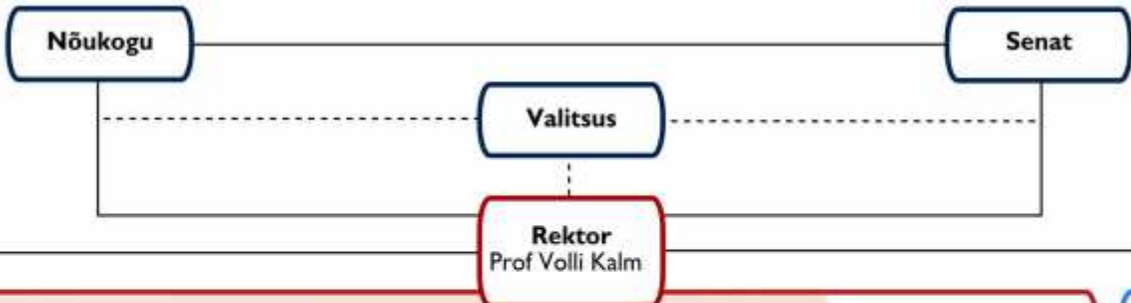 Nõukogu
Senat
Valitsus
Rektor
Prof Volli Kalm